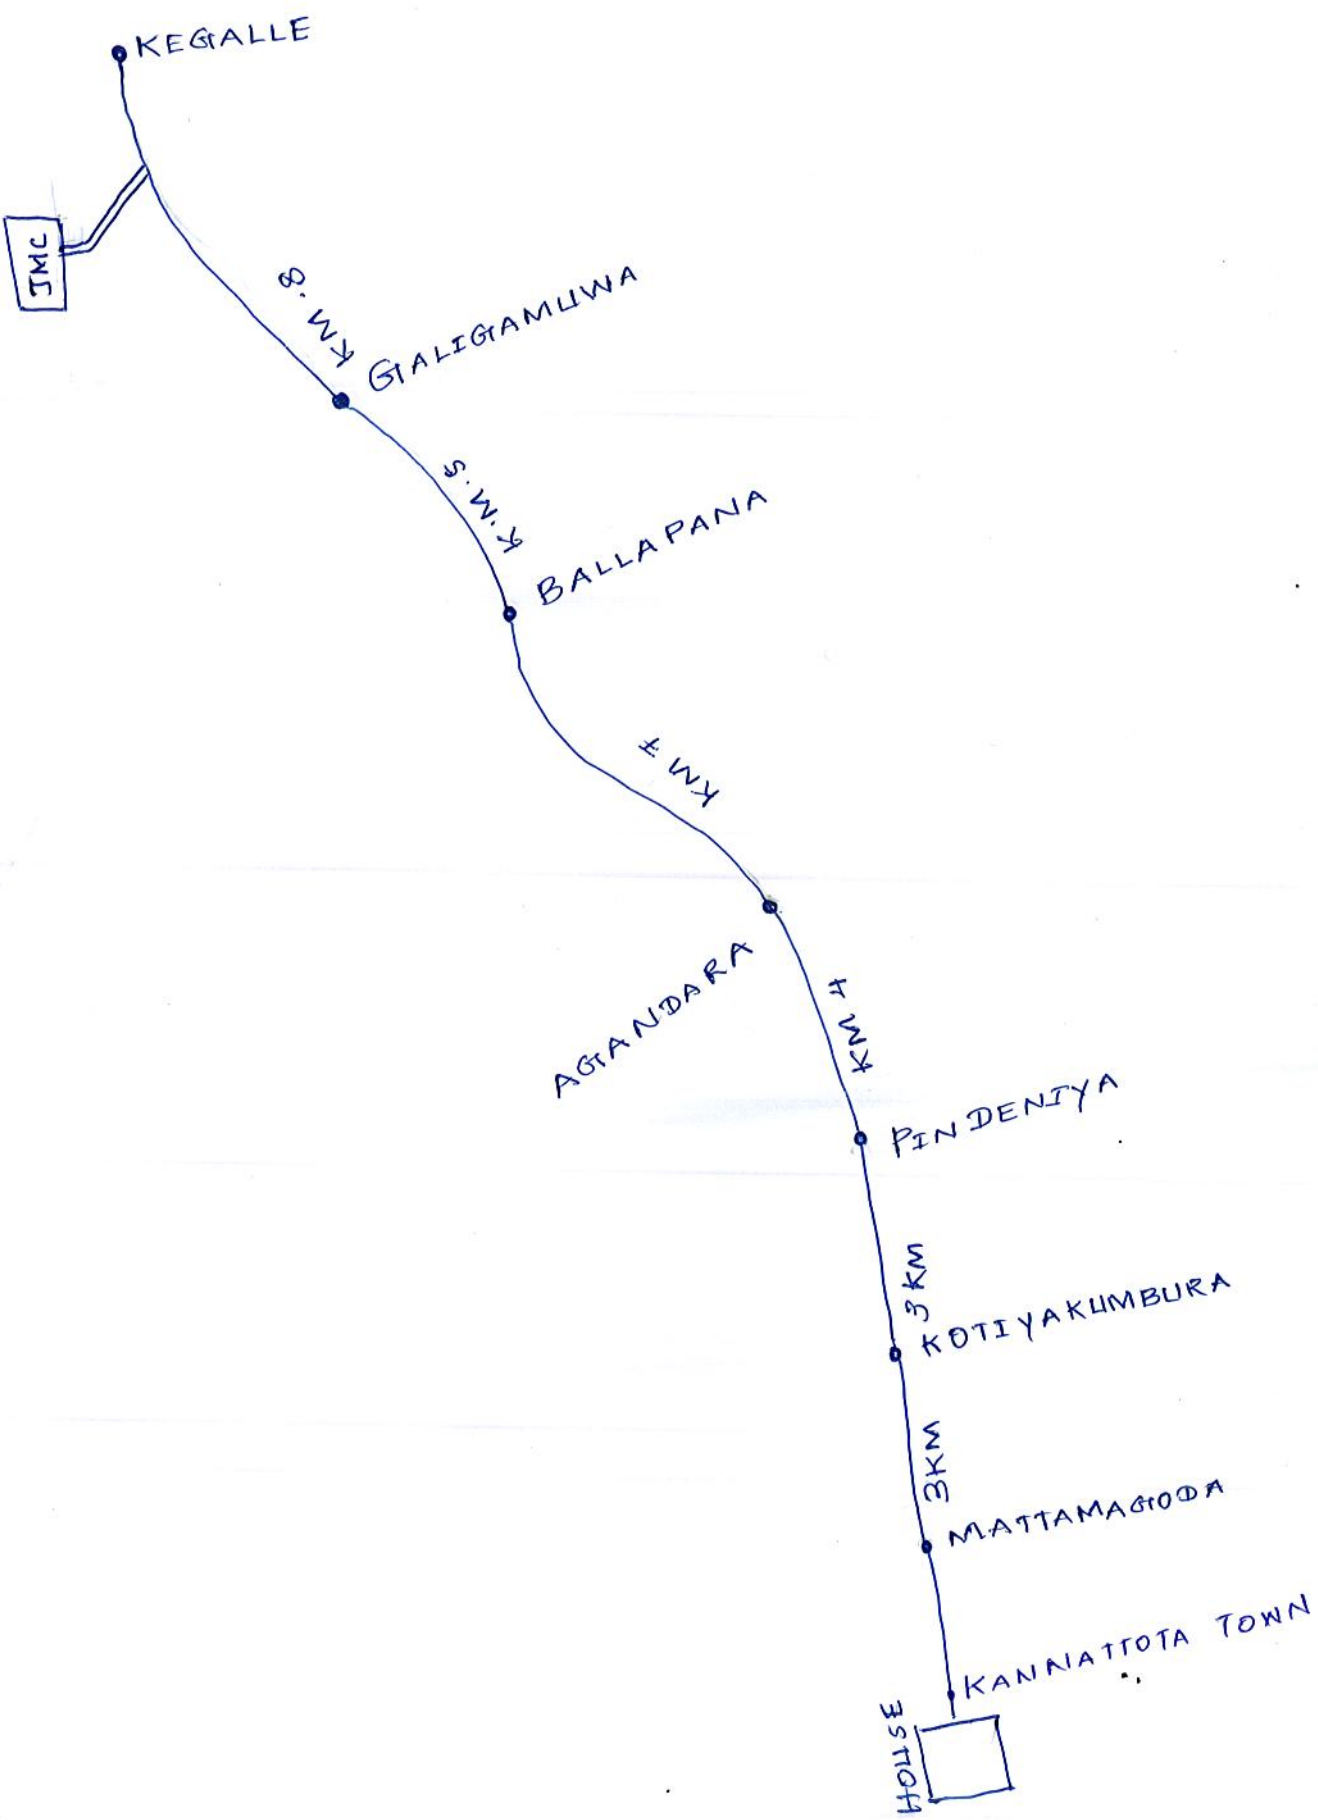 KEGALLE
JMC
KM.8
GALIGAMUWA
K.M.5
BALLAPANA
KM 7
AGANDARA
KM 4
PINDENIYA
3 KM
KOTIYAKUMBURA
3KM
MATTAMAGODA
KANNATTOTA TOWN
HOUSE